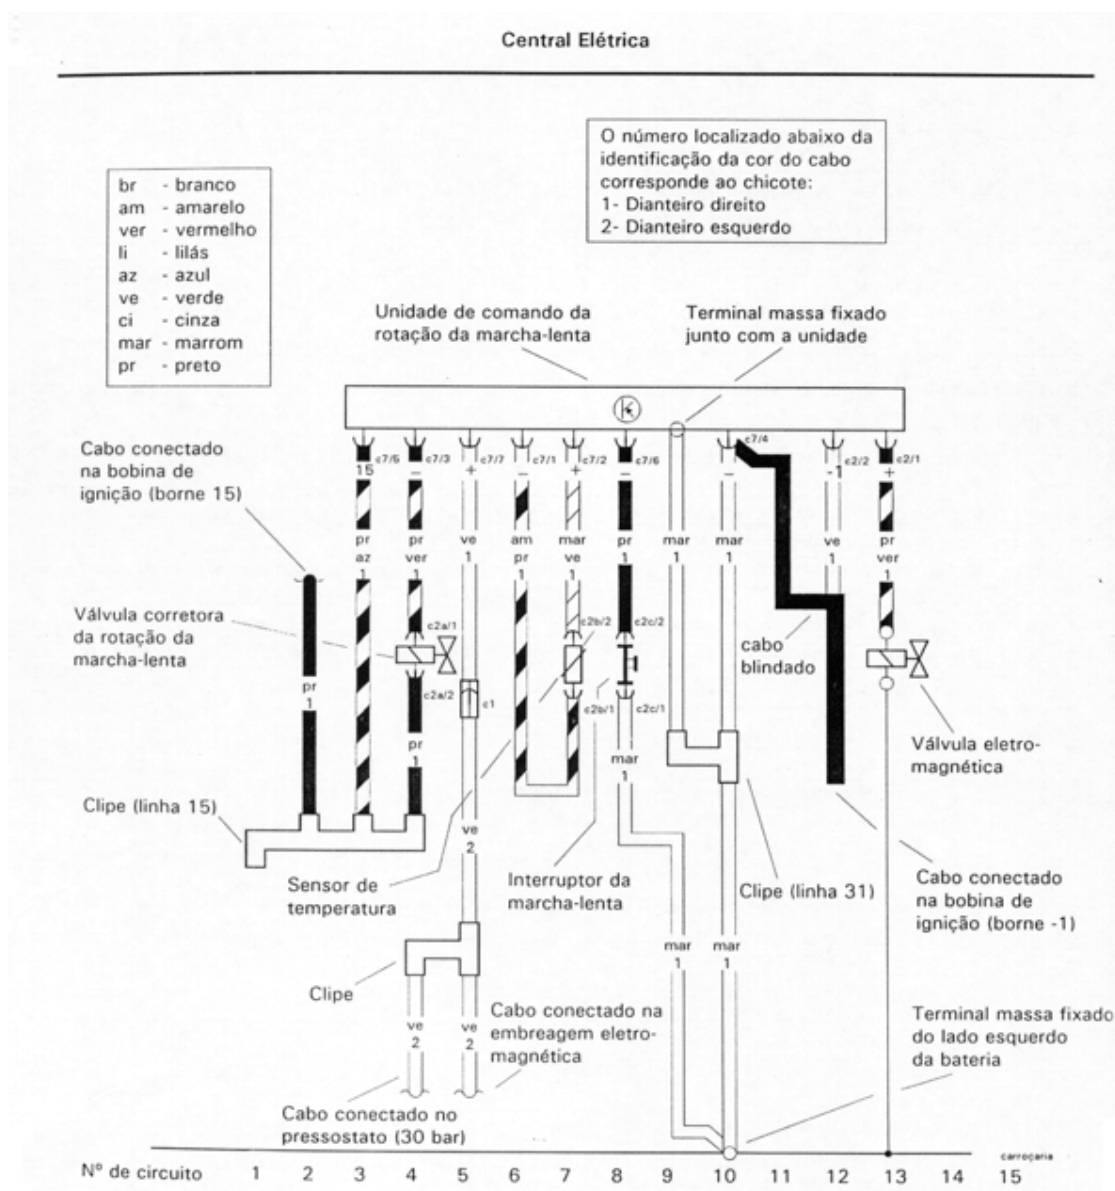 Central Elétrica
O número localizado abaixo da
identificação da cor do cabo
corresponde ao chicote:
1- Dianteiro direito
2- Dianteiro esquerdo
br - branco
am - amarelo
ver - vermelho
li - lilás
az - azul
ve - verde
ci - cinza
mar - marrom
pr - preto
Unidade de comando da
rotação da marcha-lenta
Terminal massa fixado
junto com a unidade
Cabo conectado
na bobina de
ignição (borne 15)
c7/5 c7/3 c7/7 c7/1 c7/2 c7/6 c7/4 c2/2 c2/1
15 – + – + – – -1 +
pr pr ve am mar pr mar mar ve pr
az ver 1 pr ve 1 1 1 1 ver
1 1 1 1 1
Válvula corretora
da rotação da
marcha-lenta
c2a/1
c2b/2
c2c/2
cabo
blindado
pr
1
c2a/2
c1
c2b/1
c2c/1
pr
1
mar
1
Válvula eletro-
magnética
Clipe (linha 15)
ve
2
Sensor de
temperatura
Interruptor da
marcha-lenta
Clipe (linha 31)
Cabo conectado
na bobina de
ignição (borne -1)
mar mar
1 1
Clipe
ve ve
2 2
Cabo conectado na
embreagem eletro-
magnética
Terminal massa fixado
do lado esquerdo
da bateria
Cabo conectado no
pressostato (30 bar)
carroçaria
Nº de circuito 1 2 3 4 5 6 7 8 9 10 11 12 13 14 15